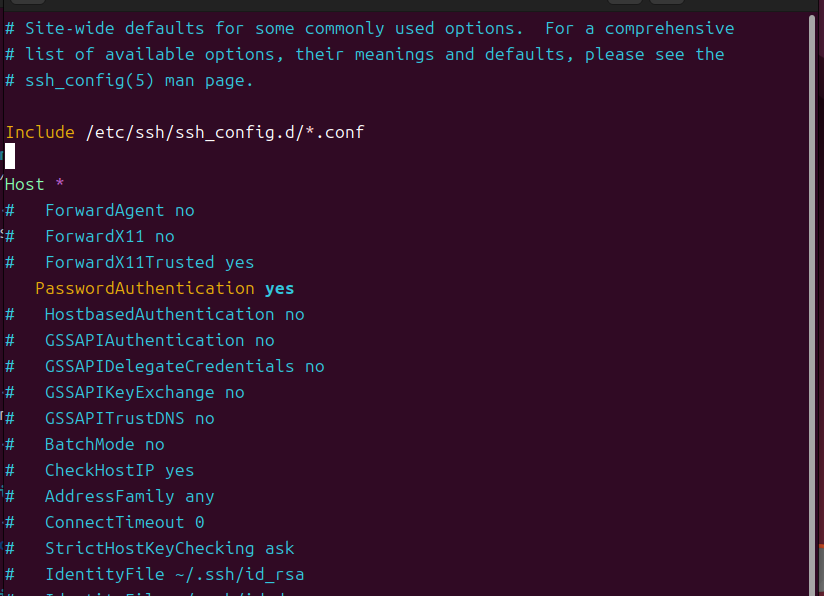 # Site-wide defaults for some commonly used options.  For a comprehensive
# list of available options, their meanings and defaults, please see the
# ssh_config(5) man page.

Include /etc/ssh/ssh_config.d/*.conf

Host *
#   ForwardAgent no
#   ForwardX11 no
#   ForwardX11Trusted yes
   PasswordAuthentication yes
#   HostbasedAuthentication no
#   GSSAPIAuthentication no
#   GSSAPIDelegateCredentials no
#   GSSAPIKeyExchange no
#   GSSAPITrustDNS no
#   BatchMode no
#   CheckHostIP yes
#   AddressFamily any
#   ConnectTimeout 0
#   StrictHostKeyChecking ask
#   IdentityFile ~/.ssh/id_rsa